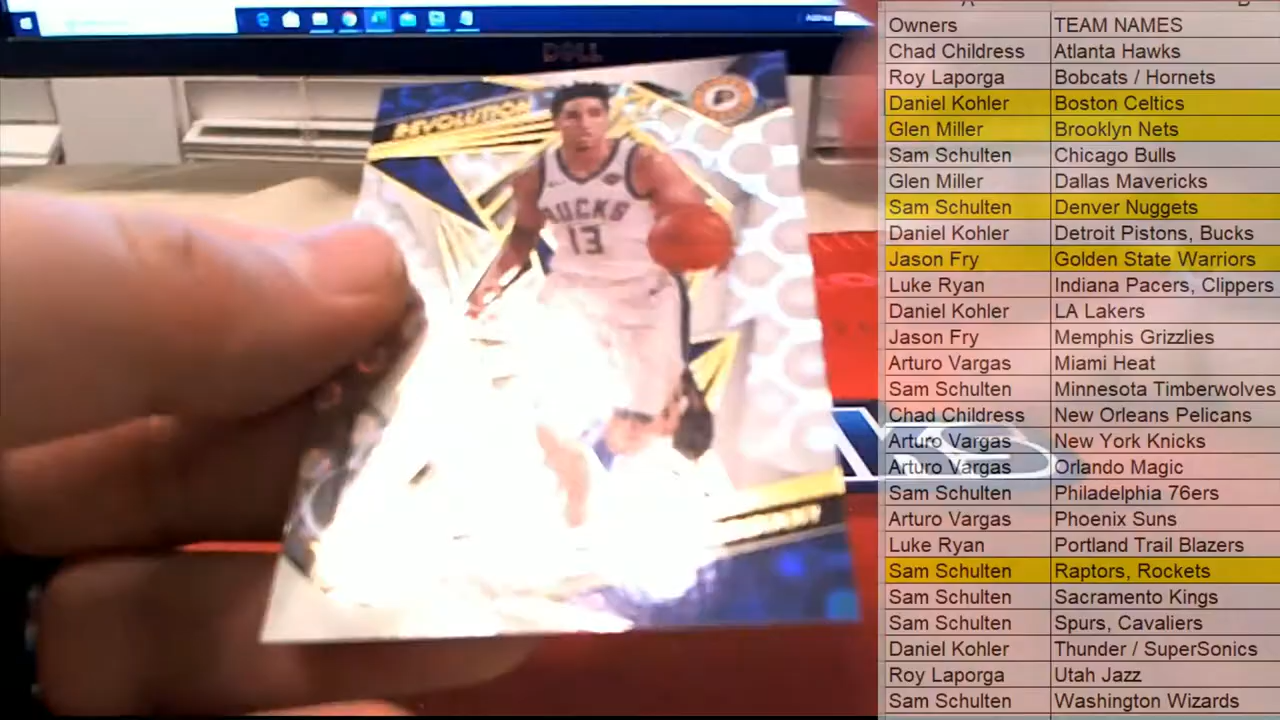 DELL
REVOLUTION
BUCKS
13
Owners TEAM NAMES
Chad Childress Atlanta Hawks
Roy Laporga Bobcats / Hornets
Daniel Kohler Boston Celtics
Glen Miller Brooklyn Nets
Sam Schulten Chicago Bulls
Glen Miller Dallas Mavericks
Sam Schulten Denver Nuggets
Daniel Kohler Detroit Pistons, Bucks
Jason Fry Golden State Warriors
Luke Ryan Indiana Pacers, Clippers
Daniel Kohler LA Lakers
Jason Fry Memphis Grizzlies
Arturo Vargas Miami Heat
Sam Schulten Minnesota Timberwolves
Chad Childress New Orleans Pelicans
Arturo Vargas New York Knicks
Arturo Vargas Orlando Magic
Sam Schulten Philadelphia 76ers
Arturo Vargas Phoenix Suns
Luke Ryan Portland Trail Blazers
Sam Schulten Raptors, Rockets
Sam Schulten Sacramento Kings
Sam Schulten Spurs, Cavaliers
Daniel Kohler Thunder / SuperSonics
Roy Laporga Utah Jazz
Sam Schulten Washington Wizards